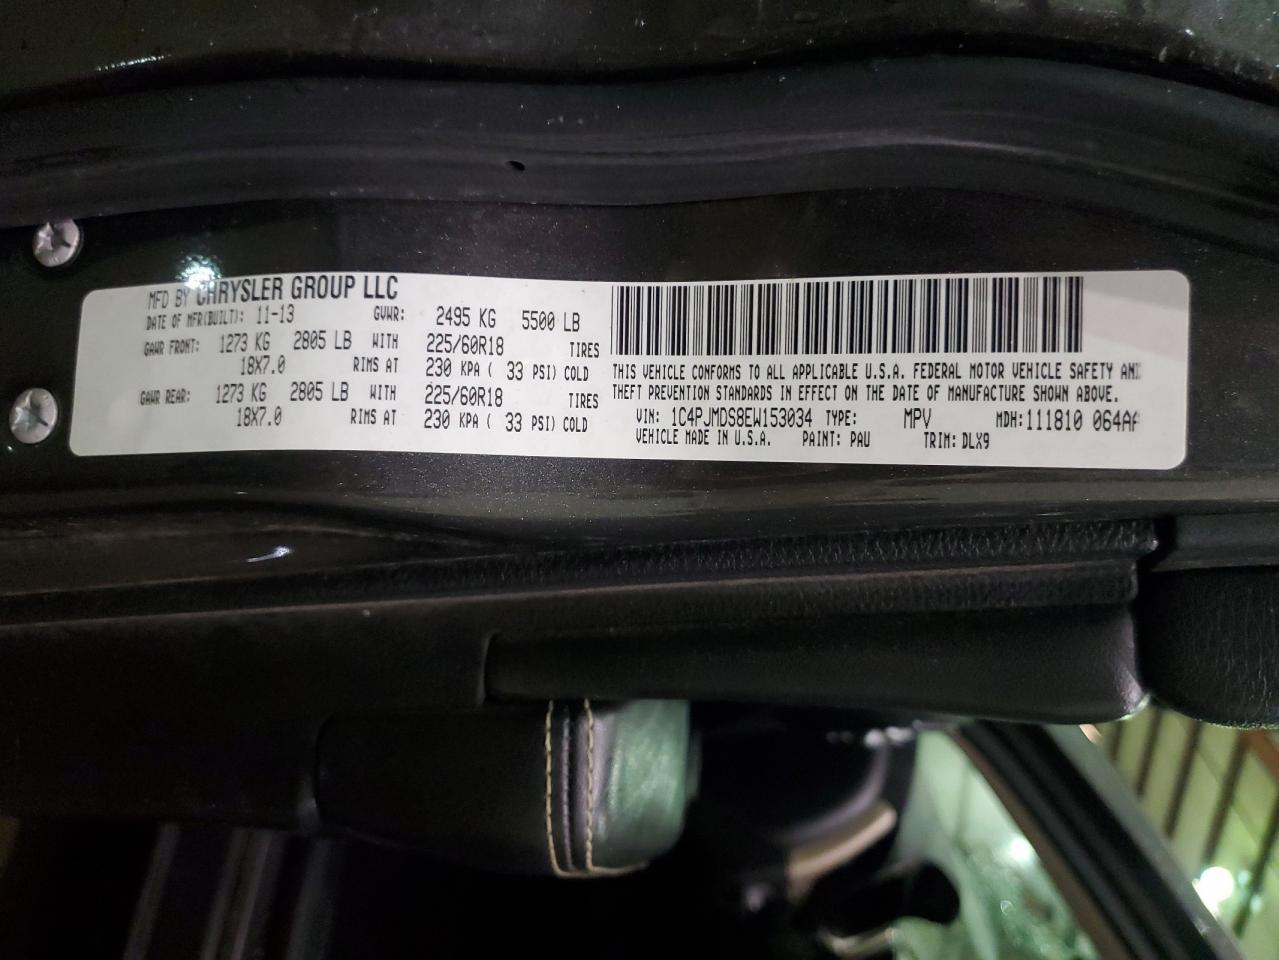 MFD BY CHRYSLER GROUP LLC
DATE OF MFR(BUILT): 11-13 GVWR: 2495 KG 5500 LB
GAWR FRONT: 1273 KG 2805 LB WITH 225/60R18 TIRES
18X7.0 RIMS AT 230 KPA ( 33 PSI) COLD
GAWR REAR: 1273 KG 2805 LB WITH 225/60R18 TIRES
18X7.0 RIMS AT 230 KPA ( 33 PSI) COLD
THIS VEHICLE CONFORMS TO ALL APPLICABLE U.S.A. FEDERAL MOTOR VEHICLE SAFETY AND
THEFT PREVENTION STANDARDS IN EFFECT ON THE DATE OF MANUFACTURE SHOWN ABOVE.
VIN: 1C4PJMDS8EW153034 TYPE: MPV MDH: 111810 064AA
VEHICLE MADE IN U.S.A. PAINT: PAU TRIM: DLX9